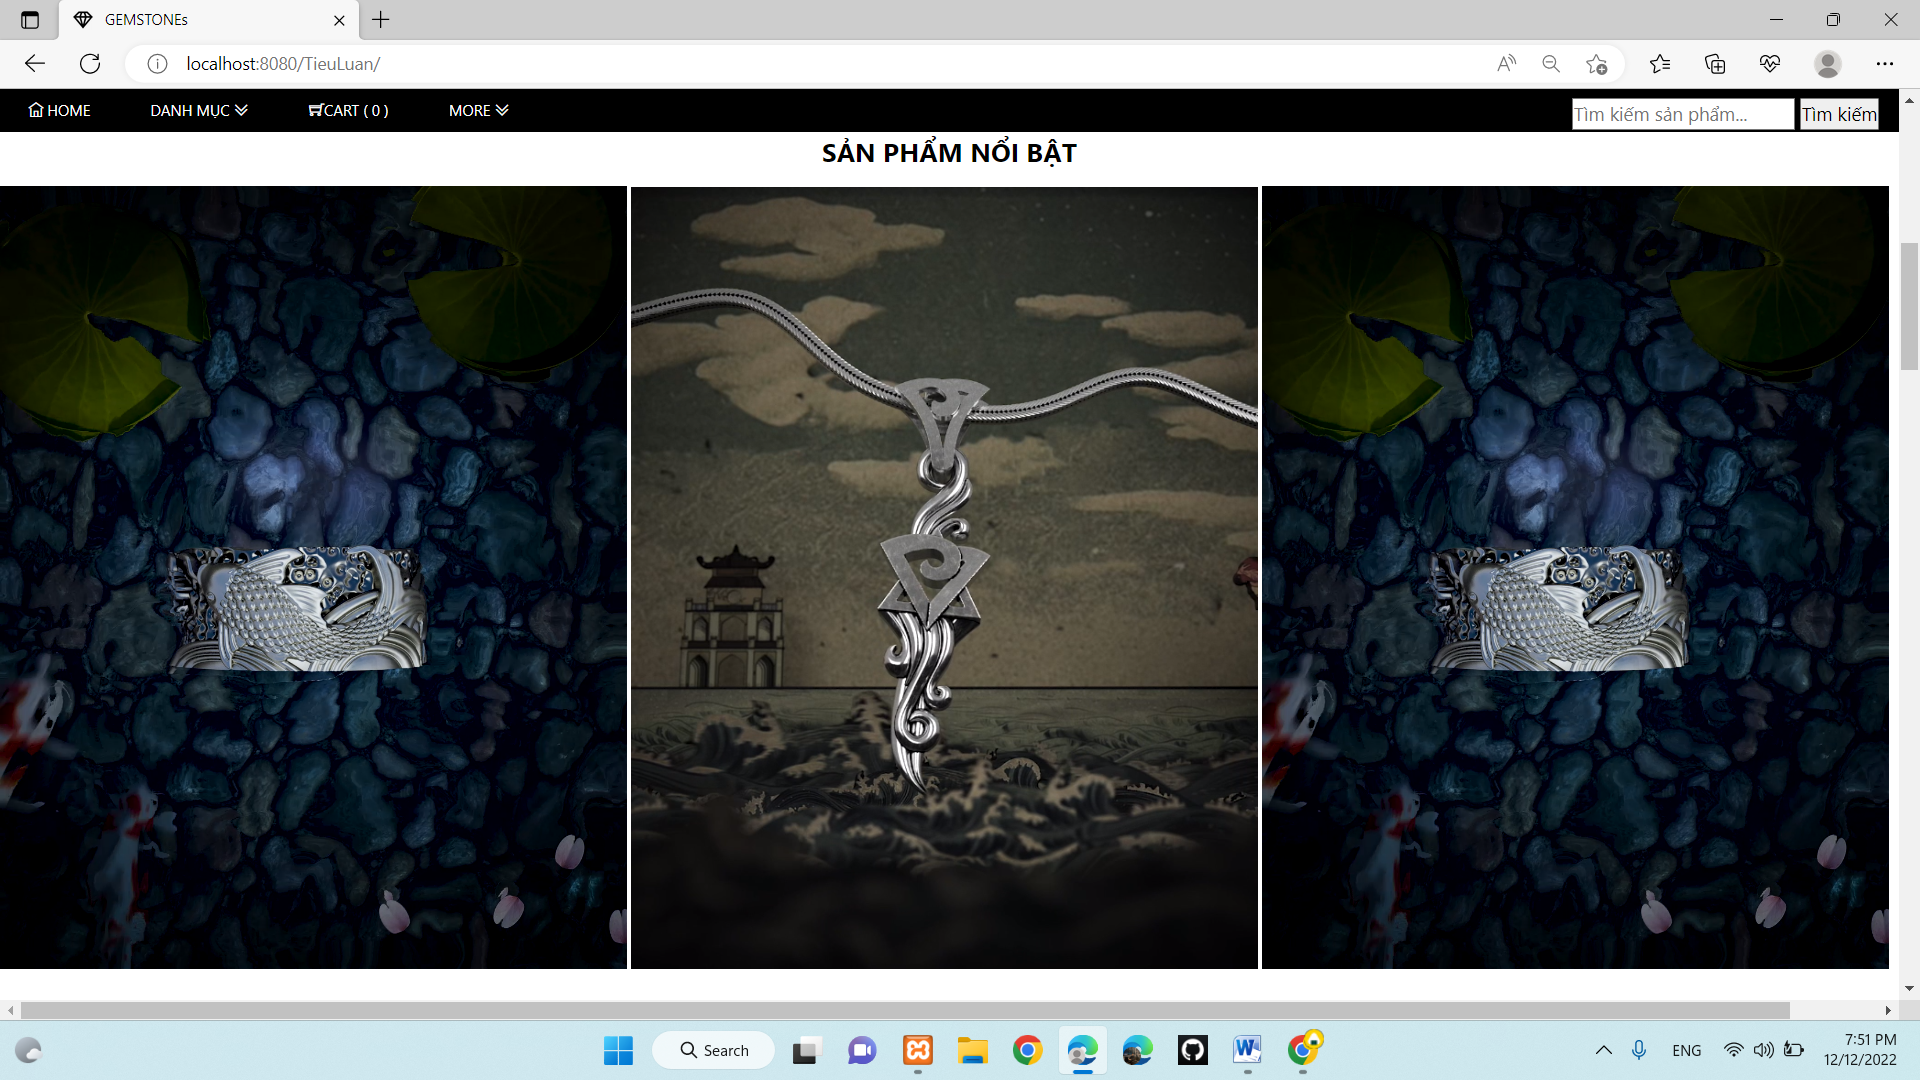 GEMSTONEs
localhost:8080/TieuLuan/
HOME
DANH MỤC
CART ( 0 )
MORE
Tìm kiếm sản phẩm...
Tìm kiếm
SẢN PHẨM NỔI BẬT
Search
ENG
7:51 PM
12/12/2022